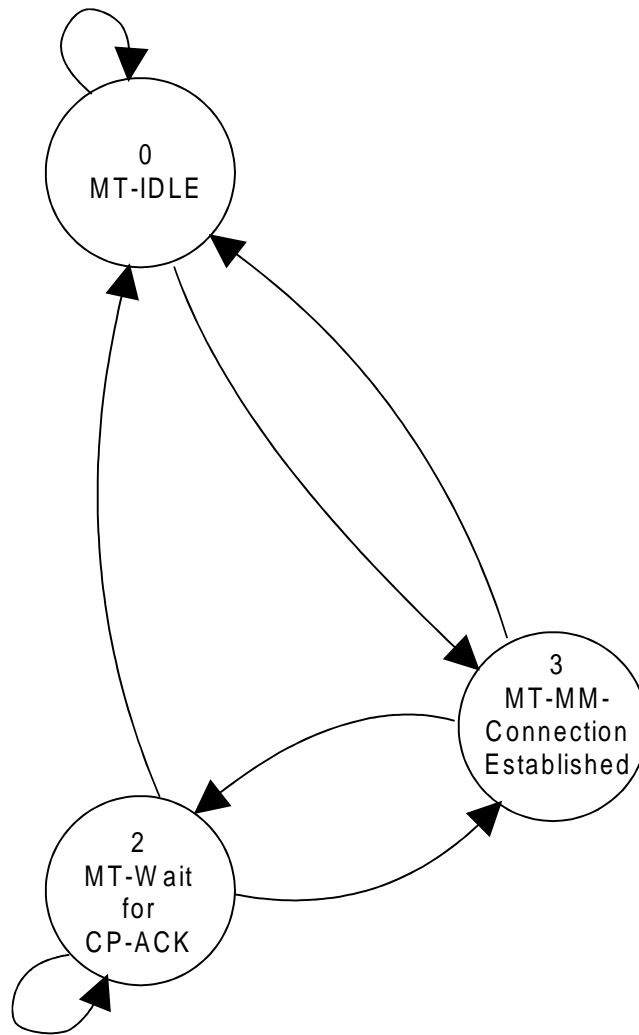 0
MT-IDLE
3
MT-MM-
Connection
Established
2
MT-Wait
for
CP-ACK